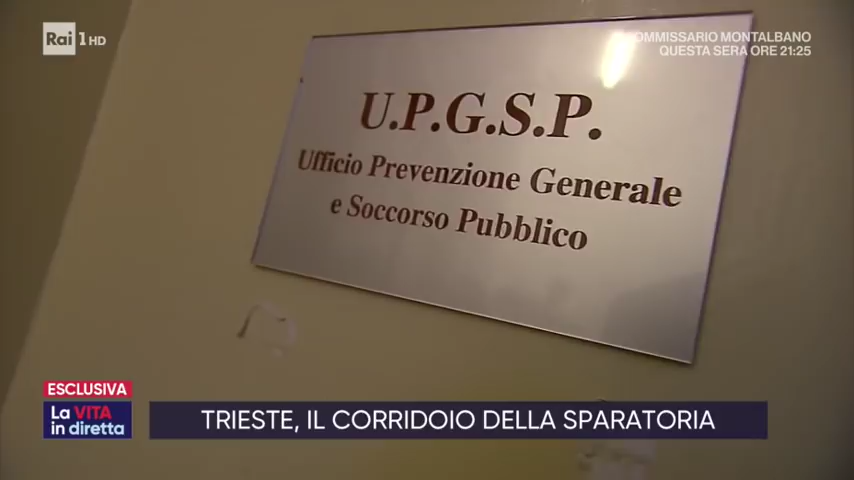 Rai 1 HD
COMMISSARIO MONTALBANO
QUESTA SERA ORE 21:25
U.P.G.S.P.
Ufficio Prevenzione Generale
e Soccorso Pubblico
ESCLUSIVA
La VITA
in diretta
TRIESTE, IL CORRIDOIO DELLA SPARATORIA